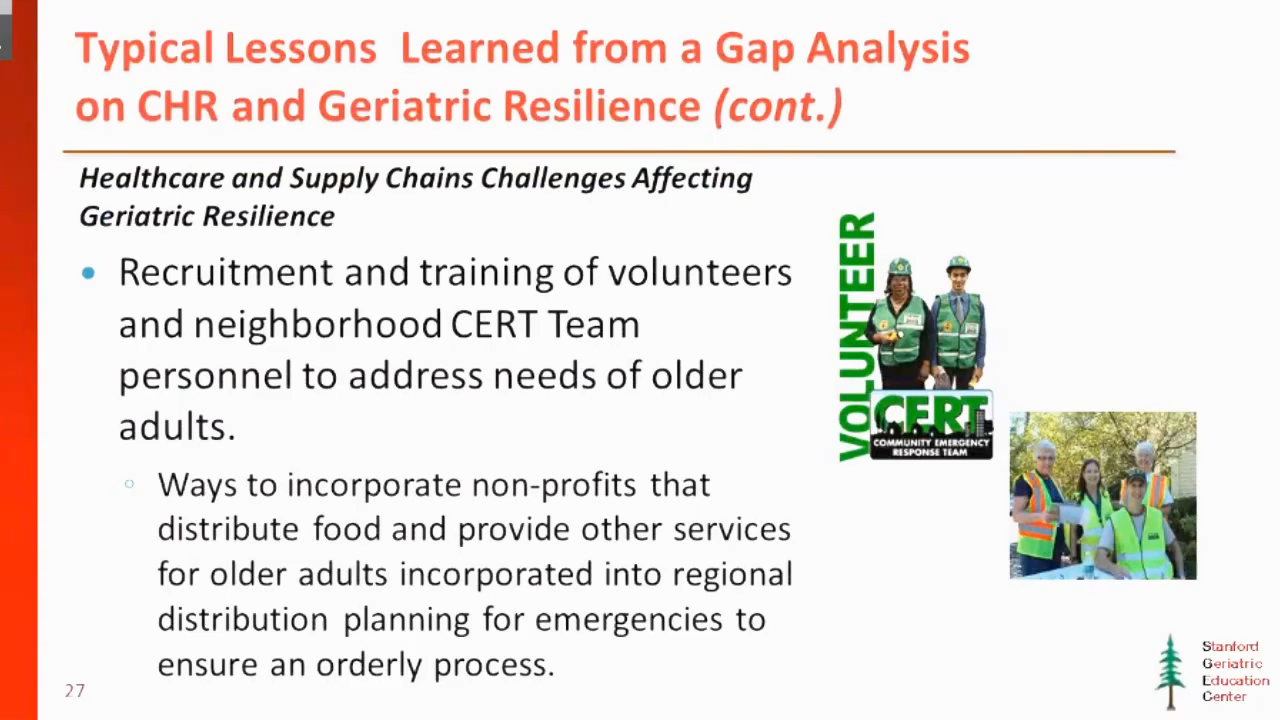 Typical Lessons Learned from a Gap Analysis
on CHR and Geriatric Resilience (cont.)
Healthcare and Supply Chains Challenges Affecting
Geriatric Resilience
• Recruitment and training of volunteers
and neighborhood CERT Team
personnel to address needs of older
adults.
○ Ways to incorporate non-profits that
distribute food and provide other services
for older adults incorporated into regional
distribution planning for emergencies to
ensure an orderly process.
VOLUNTEER
CERT
COMMUNITY EMERGENCY
RESPONSE TEAM
27
Stanford
Geriatric
Education
Center